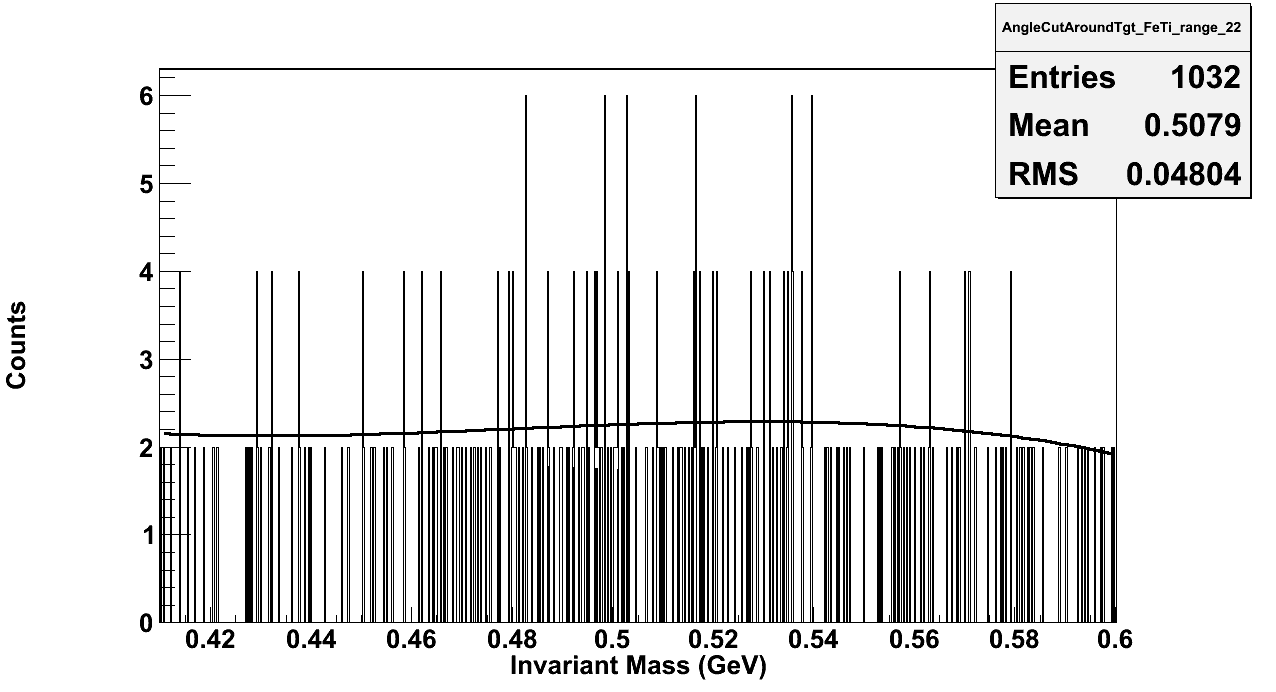 AngleCutAroundTgt_FeTi_range_22
Entries 1032
Mean 0.5079
RMS 0.04804
6
5
4
3
2
1
0
Counts
0.42 0.44 0.46 0.48 0.5 0.52 0.54 0.56 0.58 0.6
Invariant Mass (GeV)